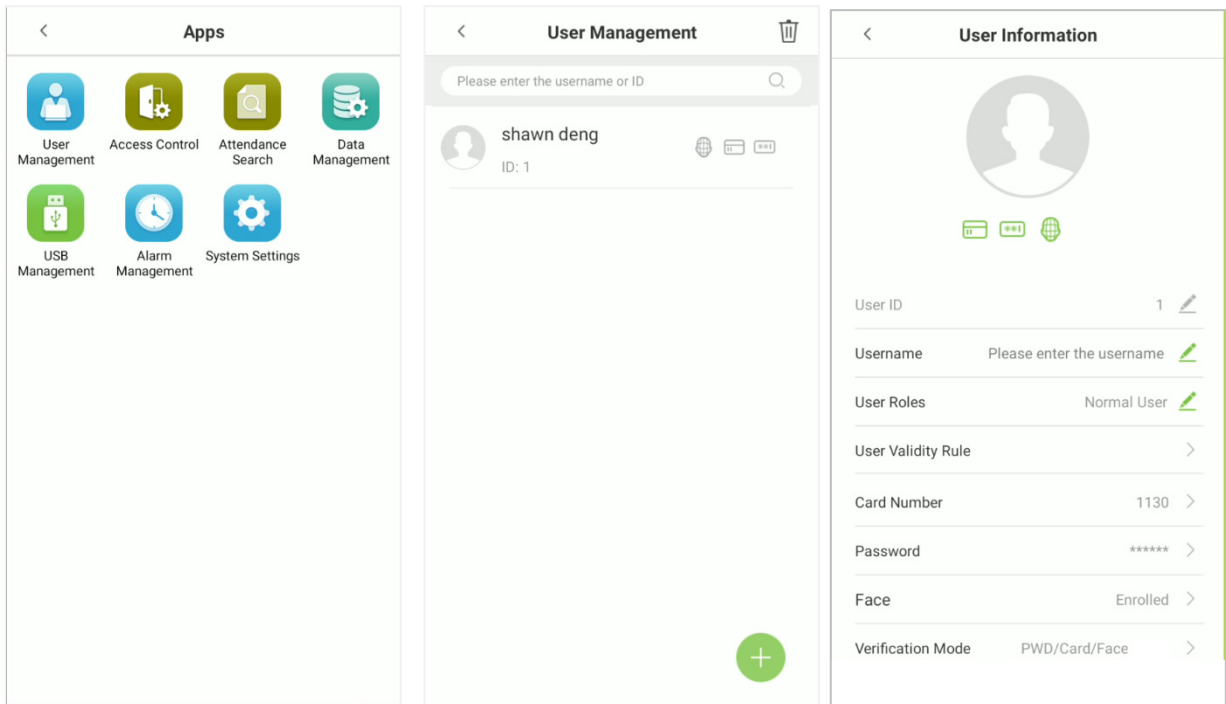 Apps
User
Management
Access Control
Attendance
Search
Data
Management
USB
Management
Alarm
Management
System Settings
User Management
Please enter the username or ID
shawn deng
ID: 1
User Information
User ID 1
Username Please enter the username
User Roles Normal User
User Validity Rule
Card Number 1130
Password ******
Face Enrolled
Verification Mode PWD/Card/Face